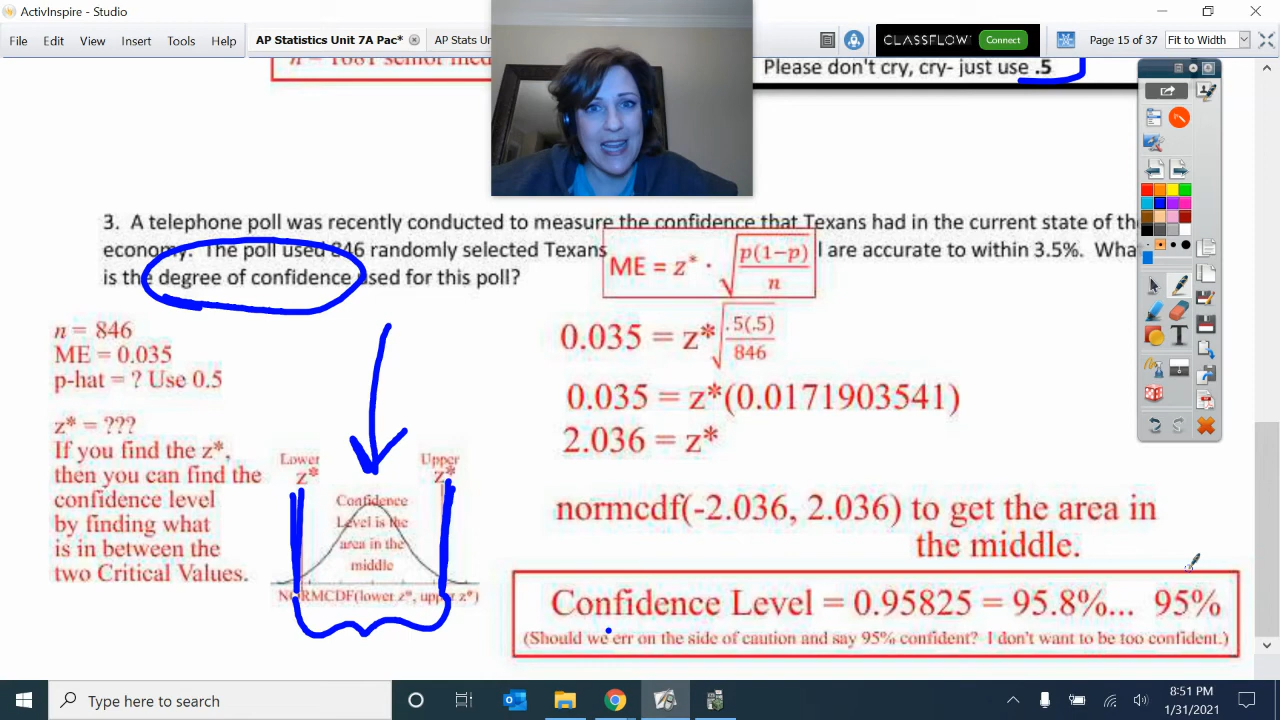 ActivInspire - Studio
File Edit View Insert Tools Help
AP Statistics Unit 7A Pac* AP Stats Un
CLASSFLOW Connect
Page 15 of 37 Fit to Width
n = 1681 senior med
Please don't cry, cry- just use .5
3. A telephone poll was recently conducted to measure the confidence that Texans had in the current state of th
economy. The poll used 846 randomly selected Texans l are accurate to within 3.5%. Wha
is the degree of confidence used for this poll?
ME = z* · √p(1−p)/n
n = 846
ME = 0.035
p-hat = ? Use 0.5
0.035 = z*√.5(.5)/846
0.035 = z*(0.0171903541)
2.036 = z*
z* = ???
If you find the z*,
then you can find the
confidence level
by finding what
is in between the
two Critical Values.
Lower z*
Upper z*
Confidence
Level is the
area in the
middle
NORMCDF(lower z*, upper z*)
normcdf(-2.036, 2.036) to get the area in
the middle.
Confidence Level = 0.95825 = 95.8%... 95%
(Should we err on the side of caution and say 95% confident? I don't want to be too confident.)
Type here to search
8:51 PM
1/31/2021